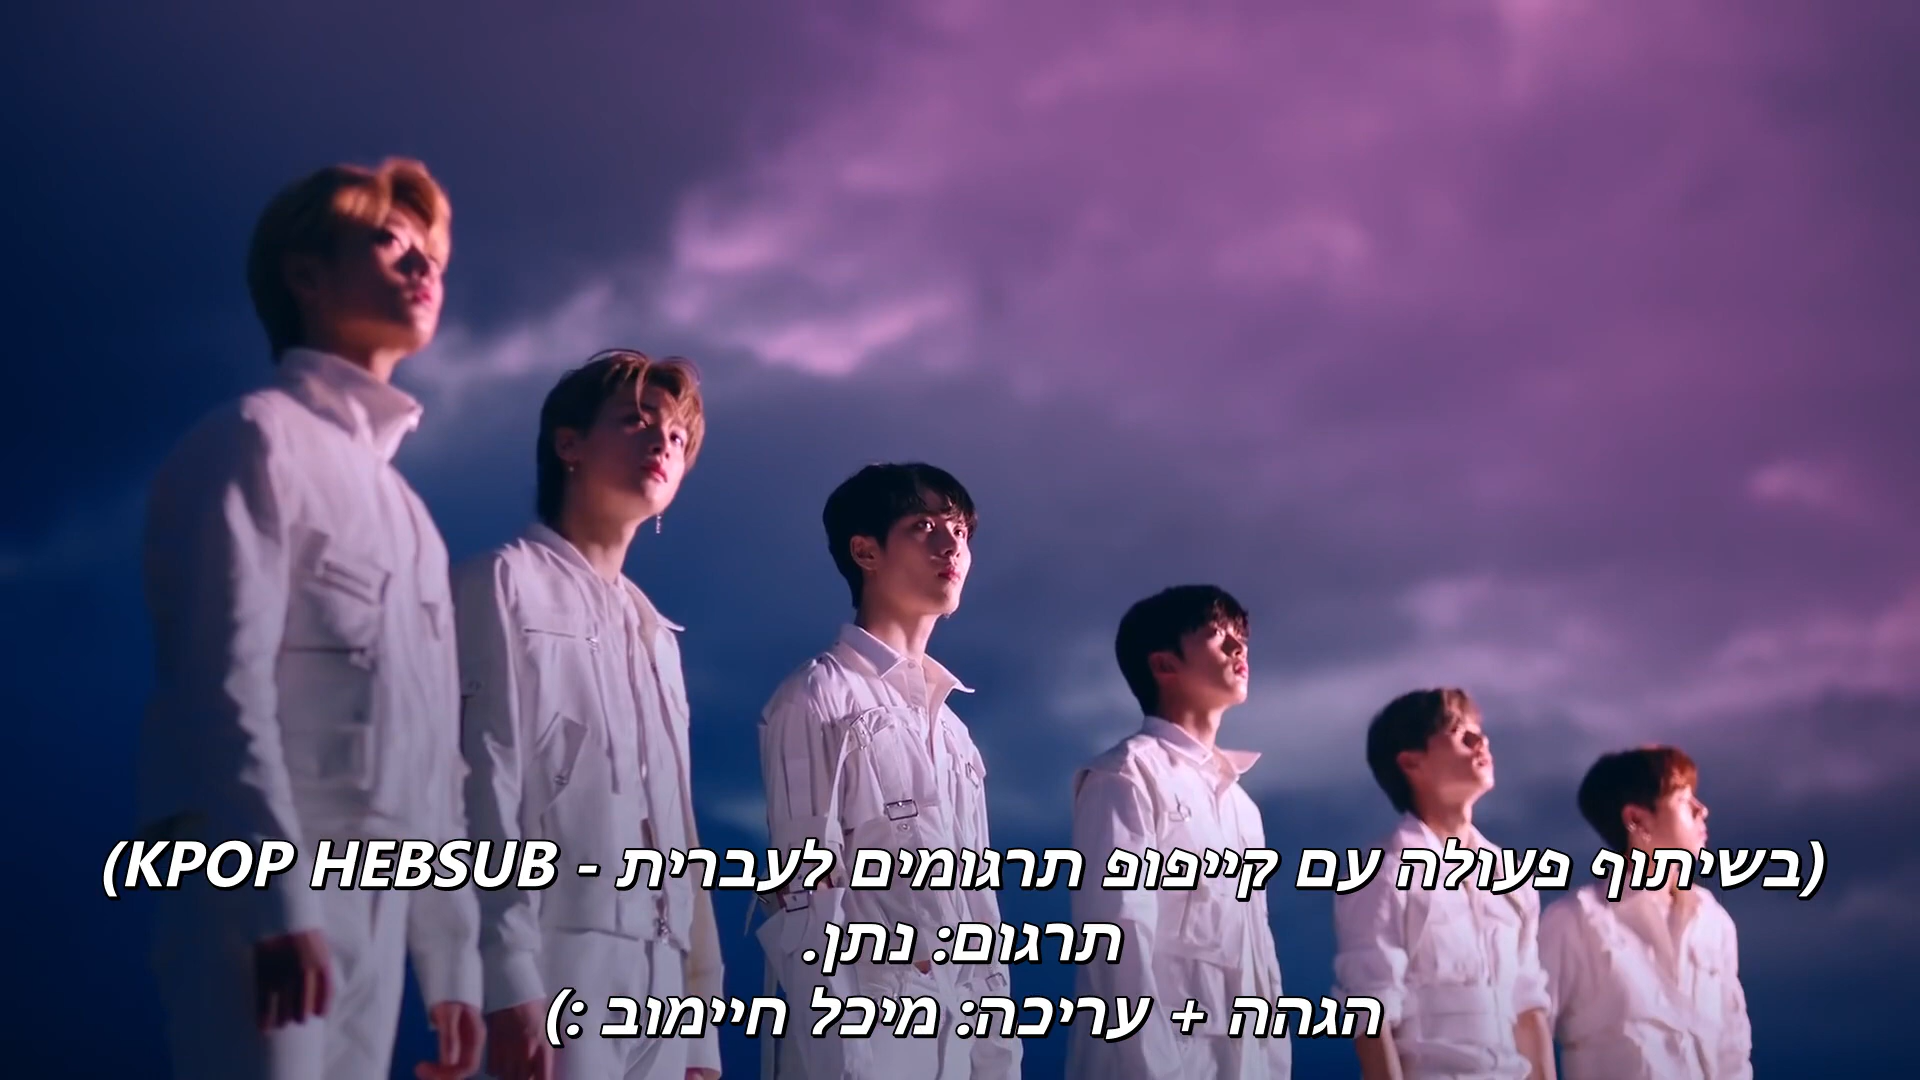 (בשיתוף פעולה עם קייפופ תרגומים לעברית - KPOP HEBSUB)
תרגום: נתן.
הגהה + עריכה: מיכל חיימוב :)